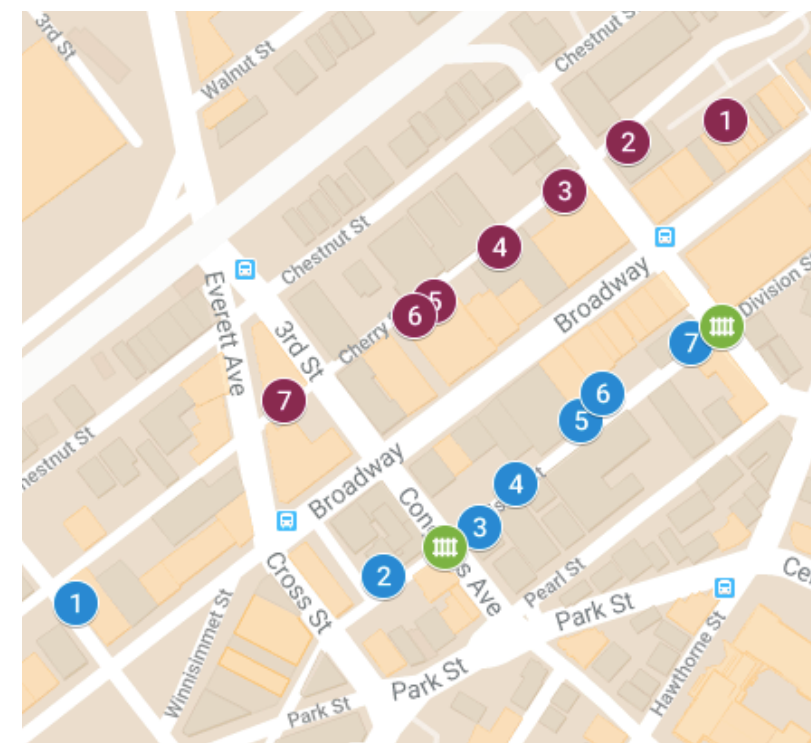 3rd St
Walnut St
Chestnut St
1
2
3
Chestnut St
4
Everett Ave
5
6
Cherry
3rd St
Broadway
Division S
7
7
6
5
hestnut St
Broadway
4
3
2
1
Cross St
Pearl St
Park St
Ce
Winnisimmet St
Hawthorne St
Park St
Park St